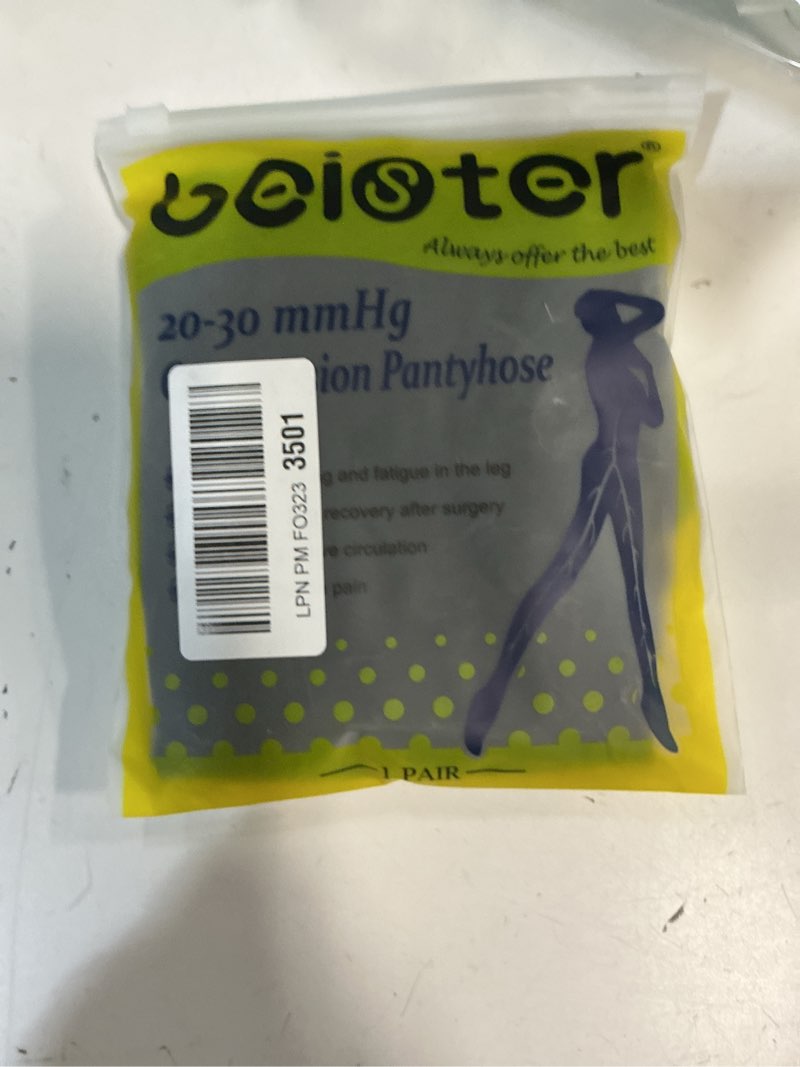 beister®
Always offer the best
20-30 mmHg
ion Pantyhose
g and fatigue in the leg
recovery after surgery
ve circulation
pain
LPN PM FO323 3501
1 PAIR